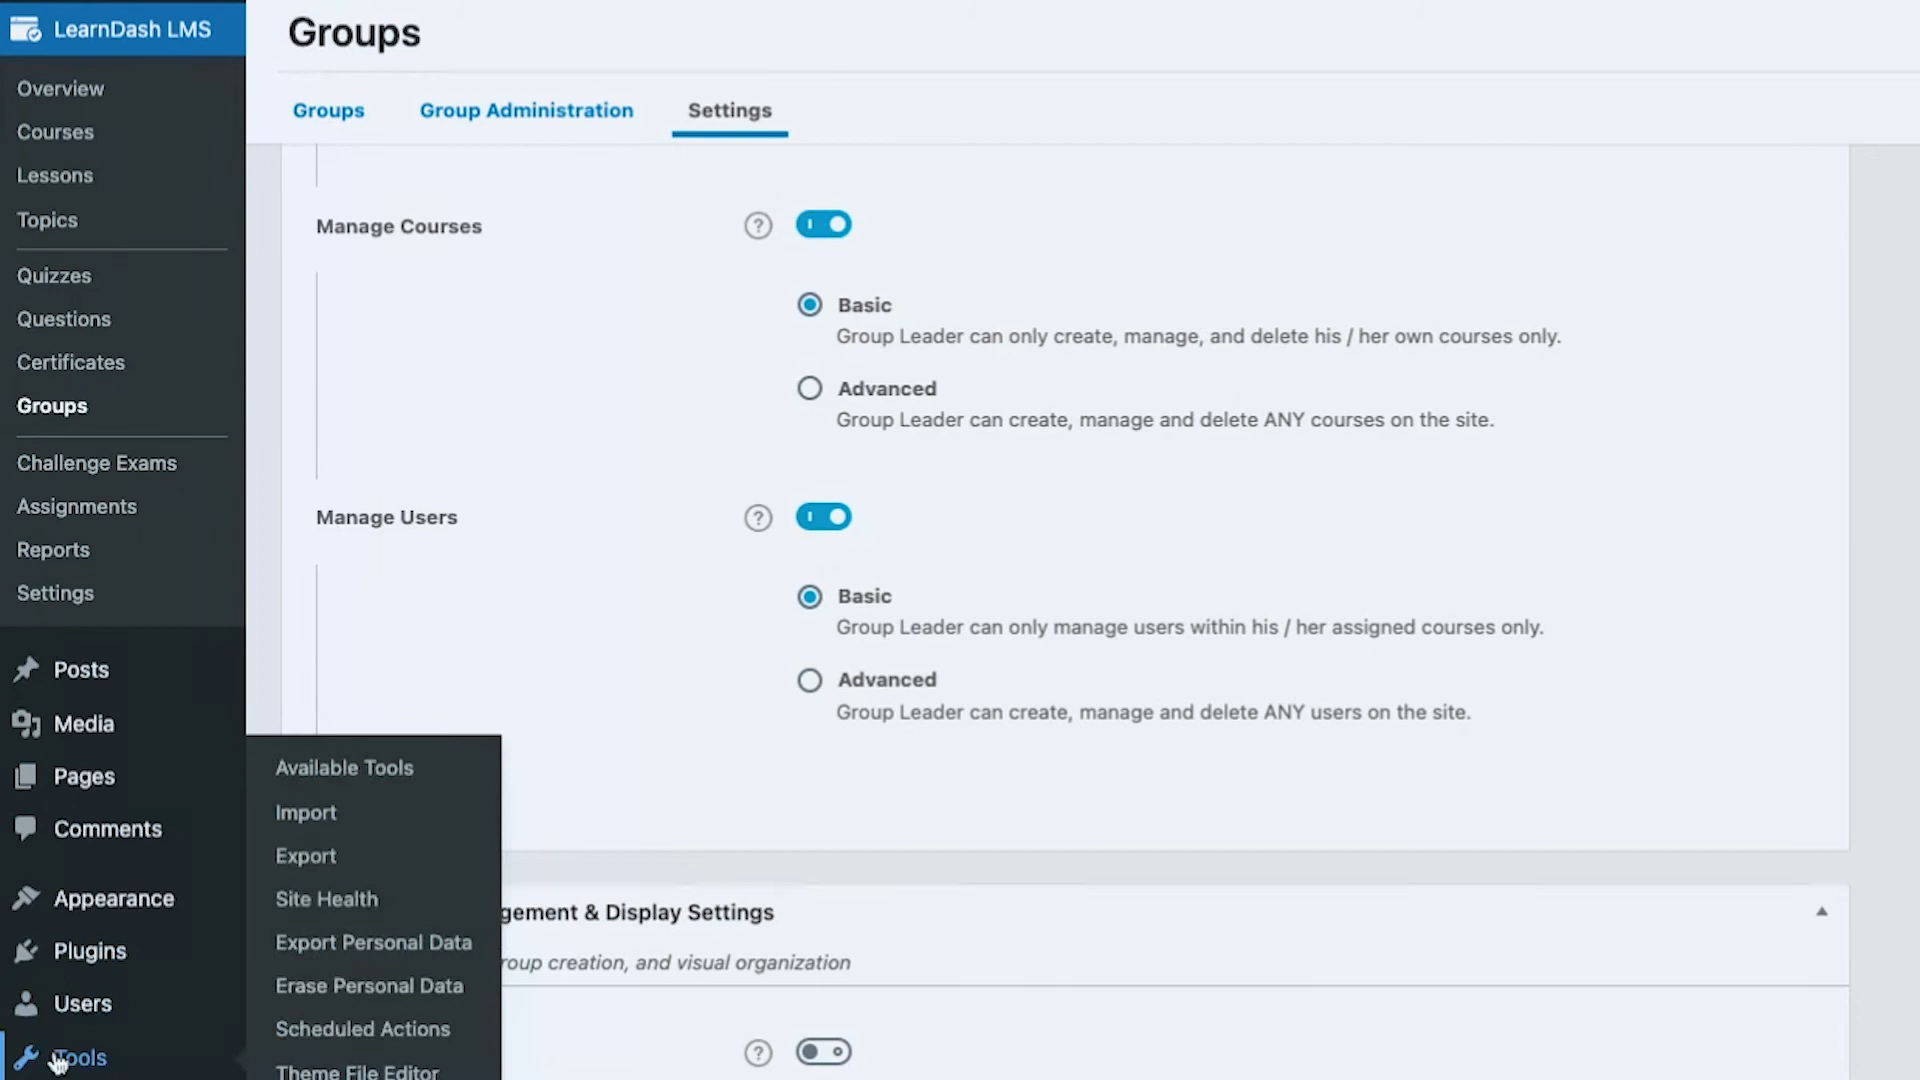 LearnDash LMS
Overview
Courses
Lessons
Topics
Quizzes
Questions
Certificates
Groups
Challenge Exams
Assignments
Reports
Settings
Posts
Media
Pages
Comments
Appearance
Plugins
Users
Tools
Available Tools
Import
Export
Site Health
Export Personal Data
Erase Personal Data
Scheduled Actions
Theme File Editor
Groups
Groups Group Administration Settings
Manage Courses ?
Basic
Group Leader can only create, manage, and delete his / her own courses only.
Advanced
Group Leader can create, manage and delete ANY courses on the site.
Manage Users ?
Basic
Group Leader can only manage users within his / her assigned courses only.
Advanced
Group Leader can create, manage and delete ANY users on the site.
gement & Display Settings
roup creation, and visual organization
?